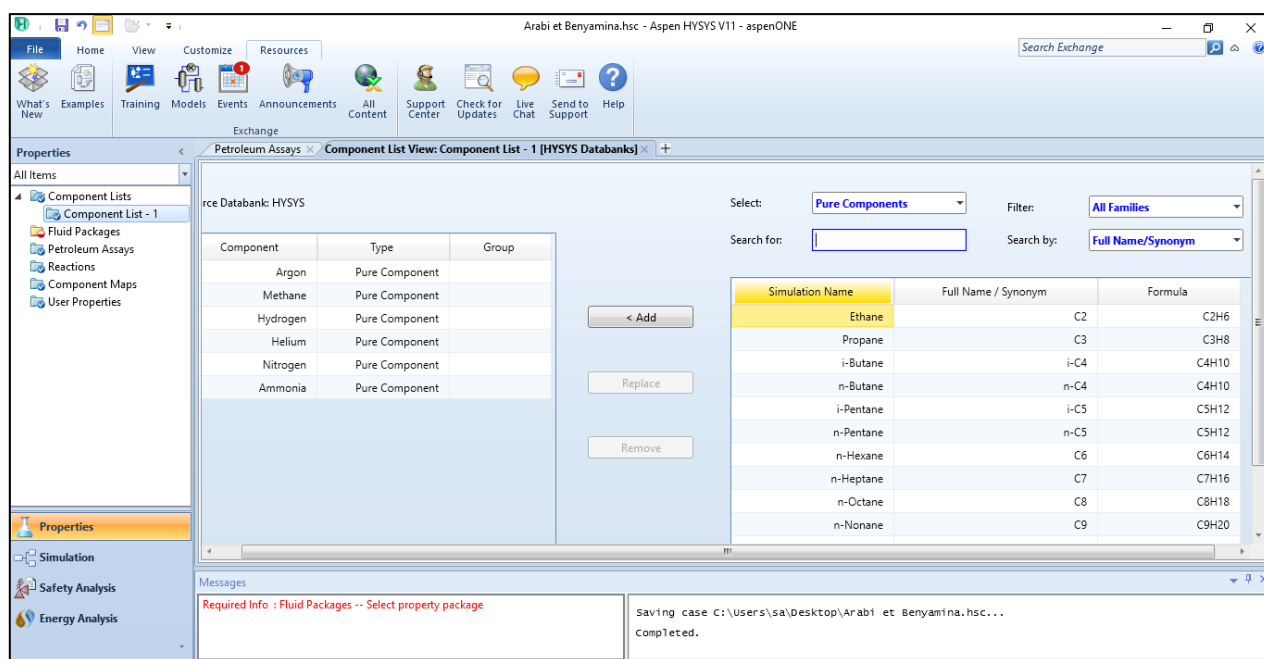 Arabi et Benyamina.hsc - Aspen HYSYS V11 - aspenONE
File Home View Customize Resources Search Exchange
What's New Examples Training Models Events 1 Announcements All Content Support Center Check for Updates Live Chat Send to Support Help
Exchange
Properties < Petroleum Assays × Component List View: Component List - 1 [HYSYS Databanks] × +
All Items
Component Lists
Component List - 1
Fluid Packages
Petroleum Assays
Reactions
Component Maps
User Properties
rce Databank: HYSYS
Component Type Group
Argon Pure Component
Methane Pure Component
Hydrogen Pure Component
Helium Pure Component
Nitrogen Pure Component
Ammonia Pure Component
< Add
Replace
Remove
Select: Pure Components Filter: All Families
Search for: Search by: Full Name/Synonym
Simulation Name Full Name / Synonym Formula
Ethane C2 C2H6
Propane C3 C3H8
i-Butane i-C4 C4H10
n-Butane n-C4 C4H10
i-Pentane i-C5 C5H12
n-Pentane n-C5 C5H12
n-Hexane C6 C6H14
n-Heptane C7 C7H16
n-Octane C8 C8H18
n-Nonane C9 C9H20
Properties
Simulation
Safety Analysis
Energy Analysis
Messages
Required Info : Fluid Packages -- Select property package
Saving case C:\Users\sa\Desktop\Arabi et Benyamina.hsc...
Completed.